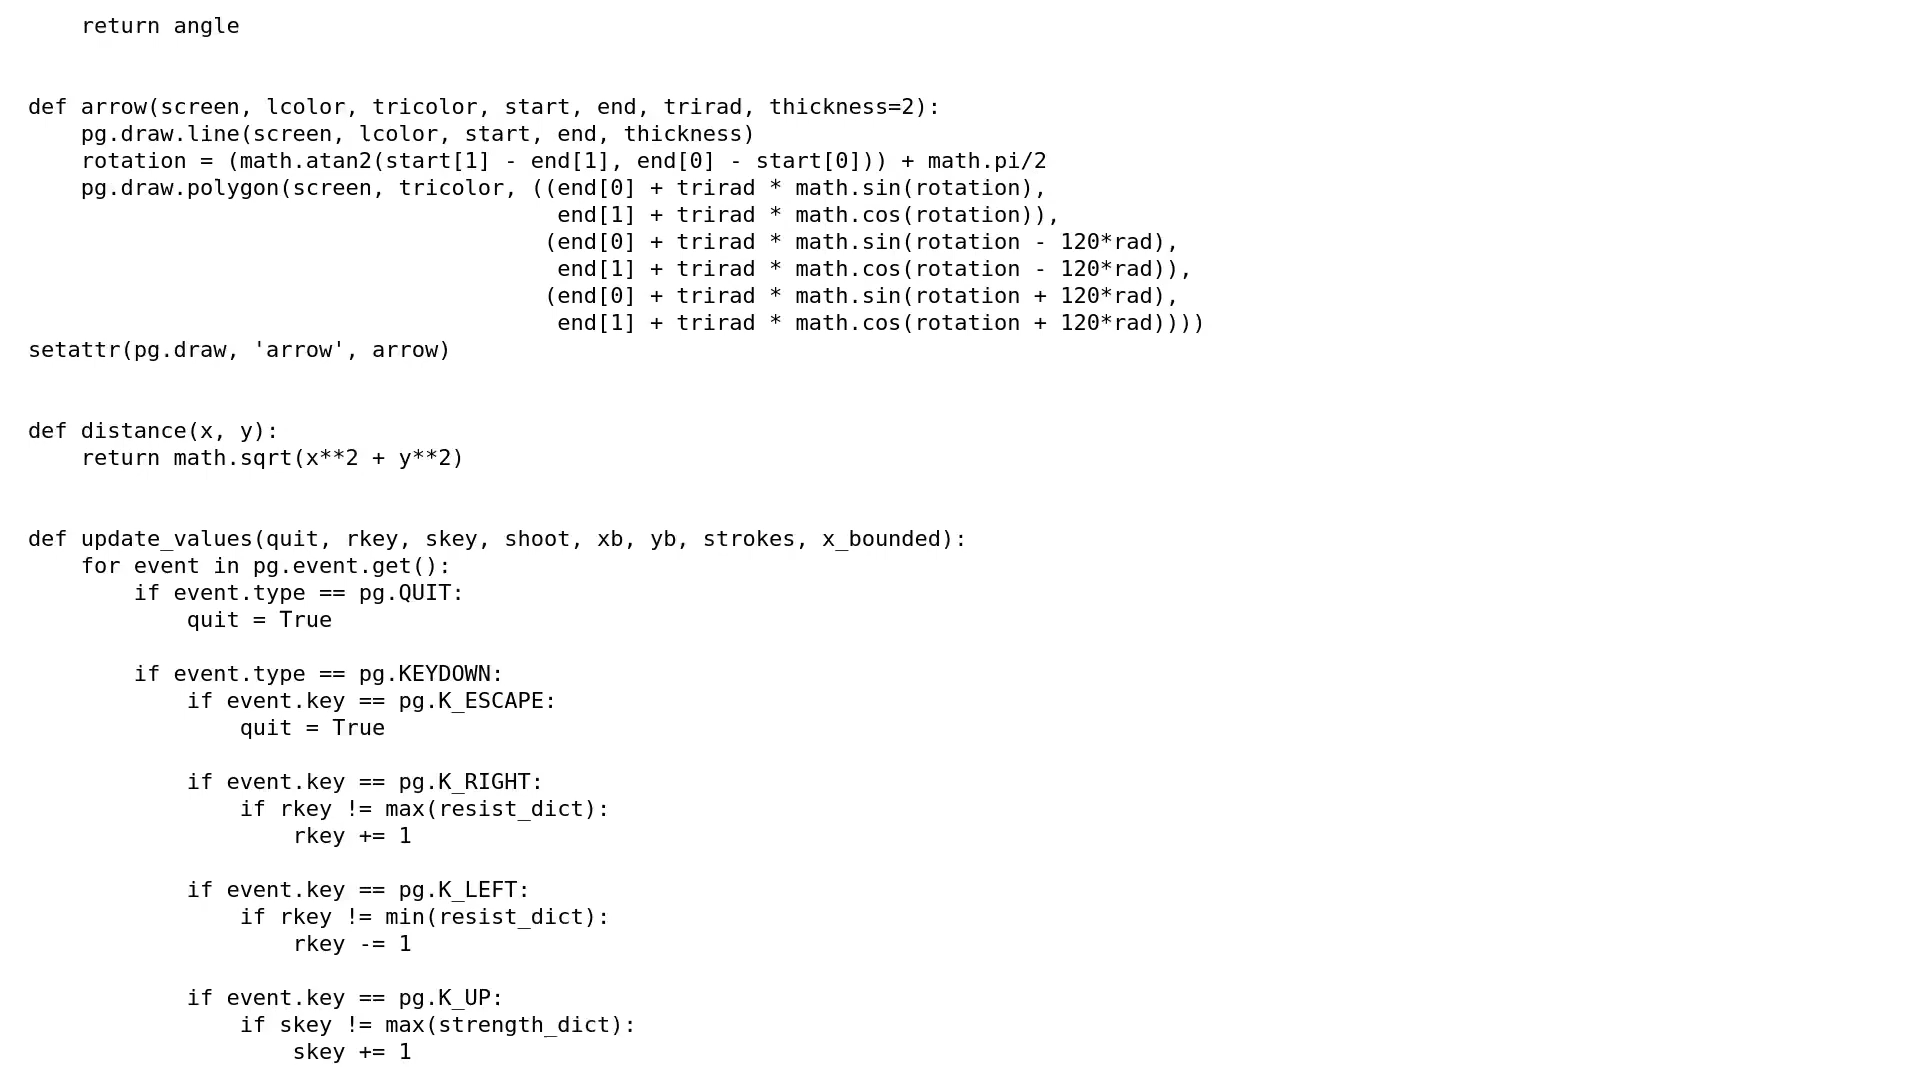 return angle


def arrow(screen, lcolor, tricolor, start, end, trirad, thickness=2):
    pg.draw.line(screen, lcolor, start, end, thickness)
    rotation = (math.atan2(start[1] - end[1], end[0] - start[0])) + math.pi/2
    pg.draw.polygon(screen, tricolor, ((end[0] + trirad * math.sin(rotation),
                                        end[1] + trirad * math.cos(rotation)),
                                       (end[0] + trirad * math.sin(rotation - 120*rad),
                                        end[1] + trirad * math.cos(rotation - 120*rad)),
                                       (end[0] + trirad * math.sin(rotation + 120*rad),
                                        end[1] + trirad * math.cos(rotation + 120*rad))))
setattr(pg.draw, 'arrow', arrow)


def distance(x, y):
    return math.sqrt(x**2 + y**2)


def update_values(quit, rkey, skey, shoot, xb, yb, strokes, x_bounded):
    for event in pg.event.get():
        if event.type == pg.QUIT:
            quit = True

        if event.type == pg.KEYDOWN:
            if event.key == pg.K_ESCAPE:
                quit = True

            if event.key == pg.K_RIGHT:
                if rkey != max(resist_dict):
                    rkey += 1

            if event.key == pg.K_LEFT:
                if rkey != min(resist_dict):
                    rkey -= 1

            if event.key == pg.K_UP:
                if skey != max(strength_dict):
                    skey += 1